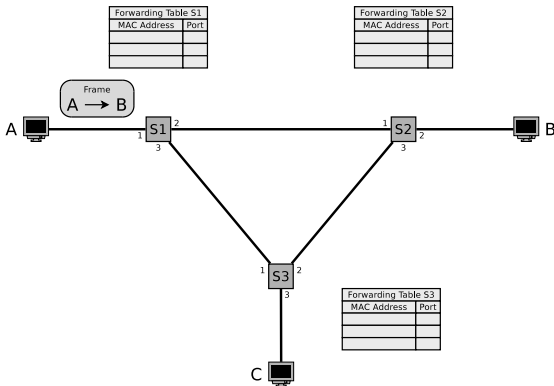 Forwarding Table S1
MAC Address Port
Forwarding Table S2
MAC Address Port
Frame
A B
A
S1
1
2
3
S2
1
2
3
B
S3
1
2
3
Forwarding Table S3
MAC Address Port
C